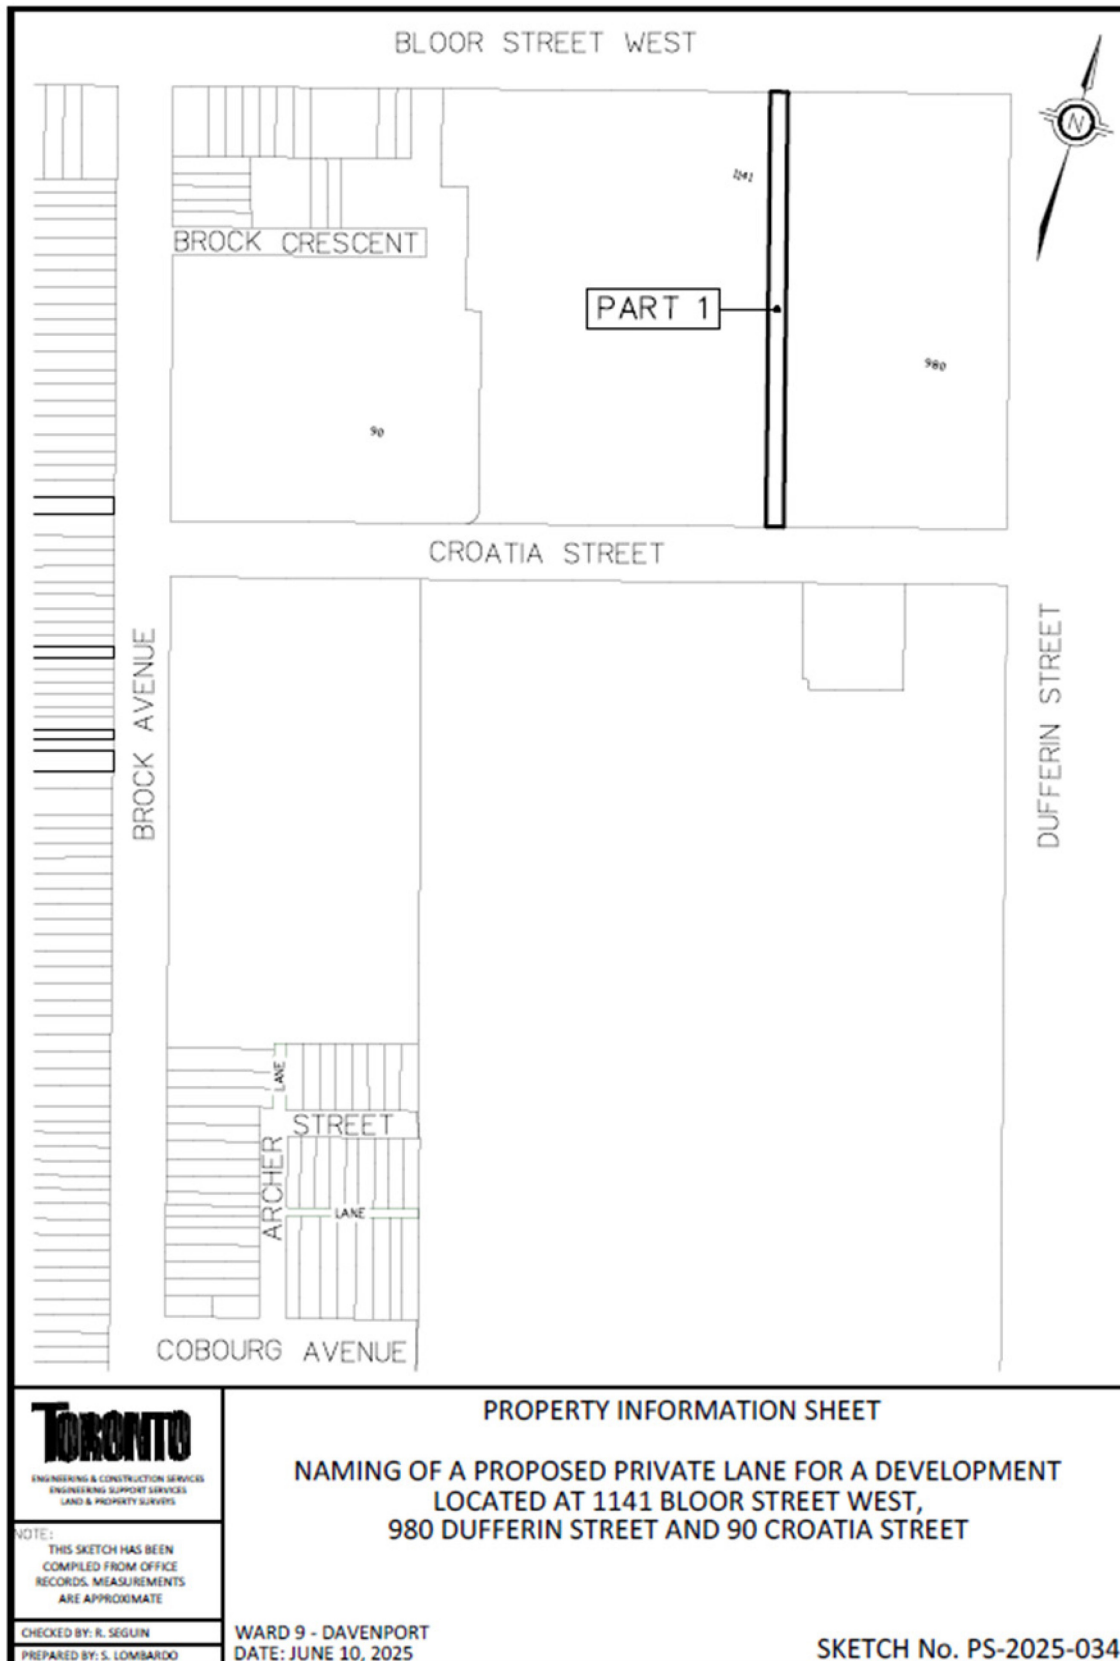 BLOOR STREET WEST
N
1141
BROCK CRESCENT
PART 1
980
90
CROATIA STREET
BROCK AVENUE
DUFFERIN STREET
LANE
STREET
ARCHER
LANE
COBOURG AVENUE
TORONTO
ENGINEERING & CONSTRUCTION SERVICES
ENGINEERING SUPPORT SERVICES
LAND & PROPERTY SURVEYS
NOTE:
THIS SKETCH HAS BEEN
COMPILED FROM OFFICE
RECORDS. MEASUREMENTS
ARE APPROXIMATE
CHECKED BY: R. SEGUIN
PREPARED BY: S. LOMBARDO
PROPERTY INFORMATION SHEET
NAMING OF A PROPOSED PRIVATE LANE FOR A DEVELOPMENT
LOCATED AT 1141 BLOOR STREET WEST,
980 DUFFERIN STREET AND 90 CROATIA STREET
WARD 9 - DAVENPORT
DATE: JUNE 10, 2025
SKETCH No. PS-2025-034